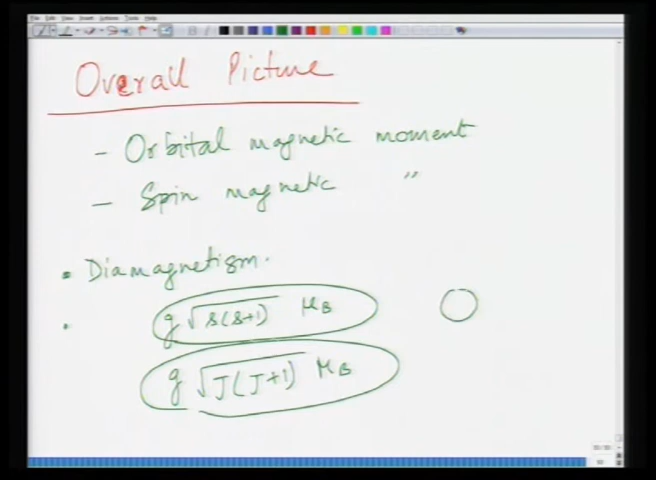 Overall Picture
- Orbital magnetic moment
- Spin magnetic "
• Diamagnetism.
• g √s(s+1) μB
g √J(J+1) μB